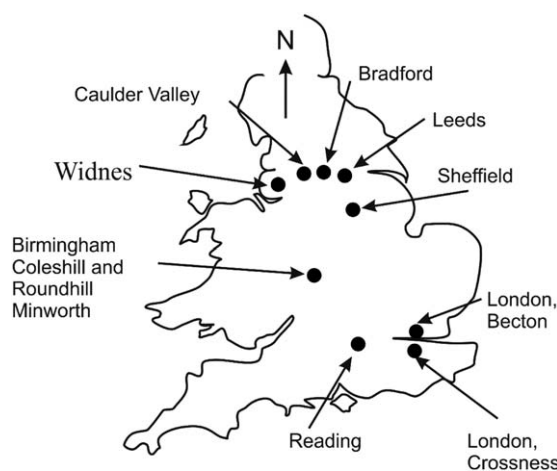 N
Bradford
Caulder Valley
Leeds
Widnes
Sheffield
Birmingham
Coleshill and
Roundhill
Minworth
London,
Becton
Reading
London,
Crossness